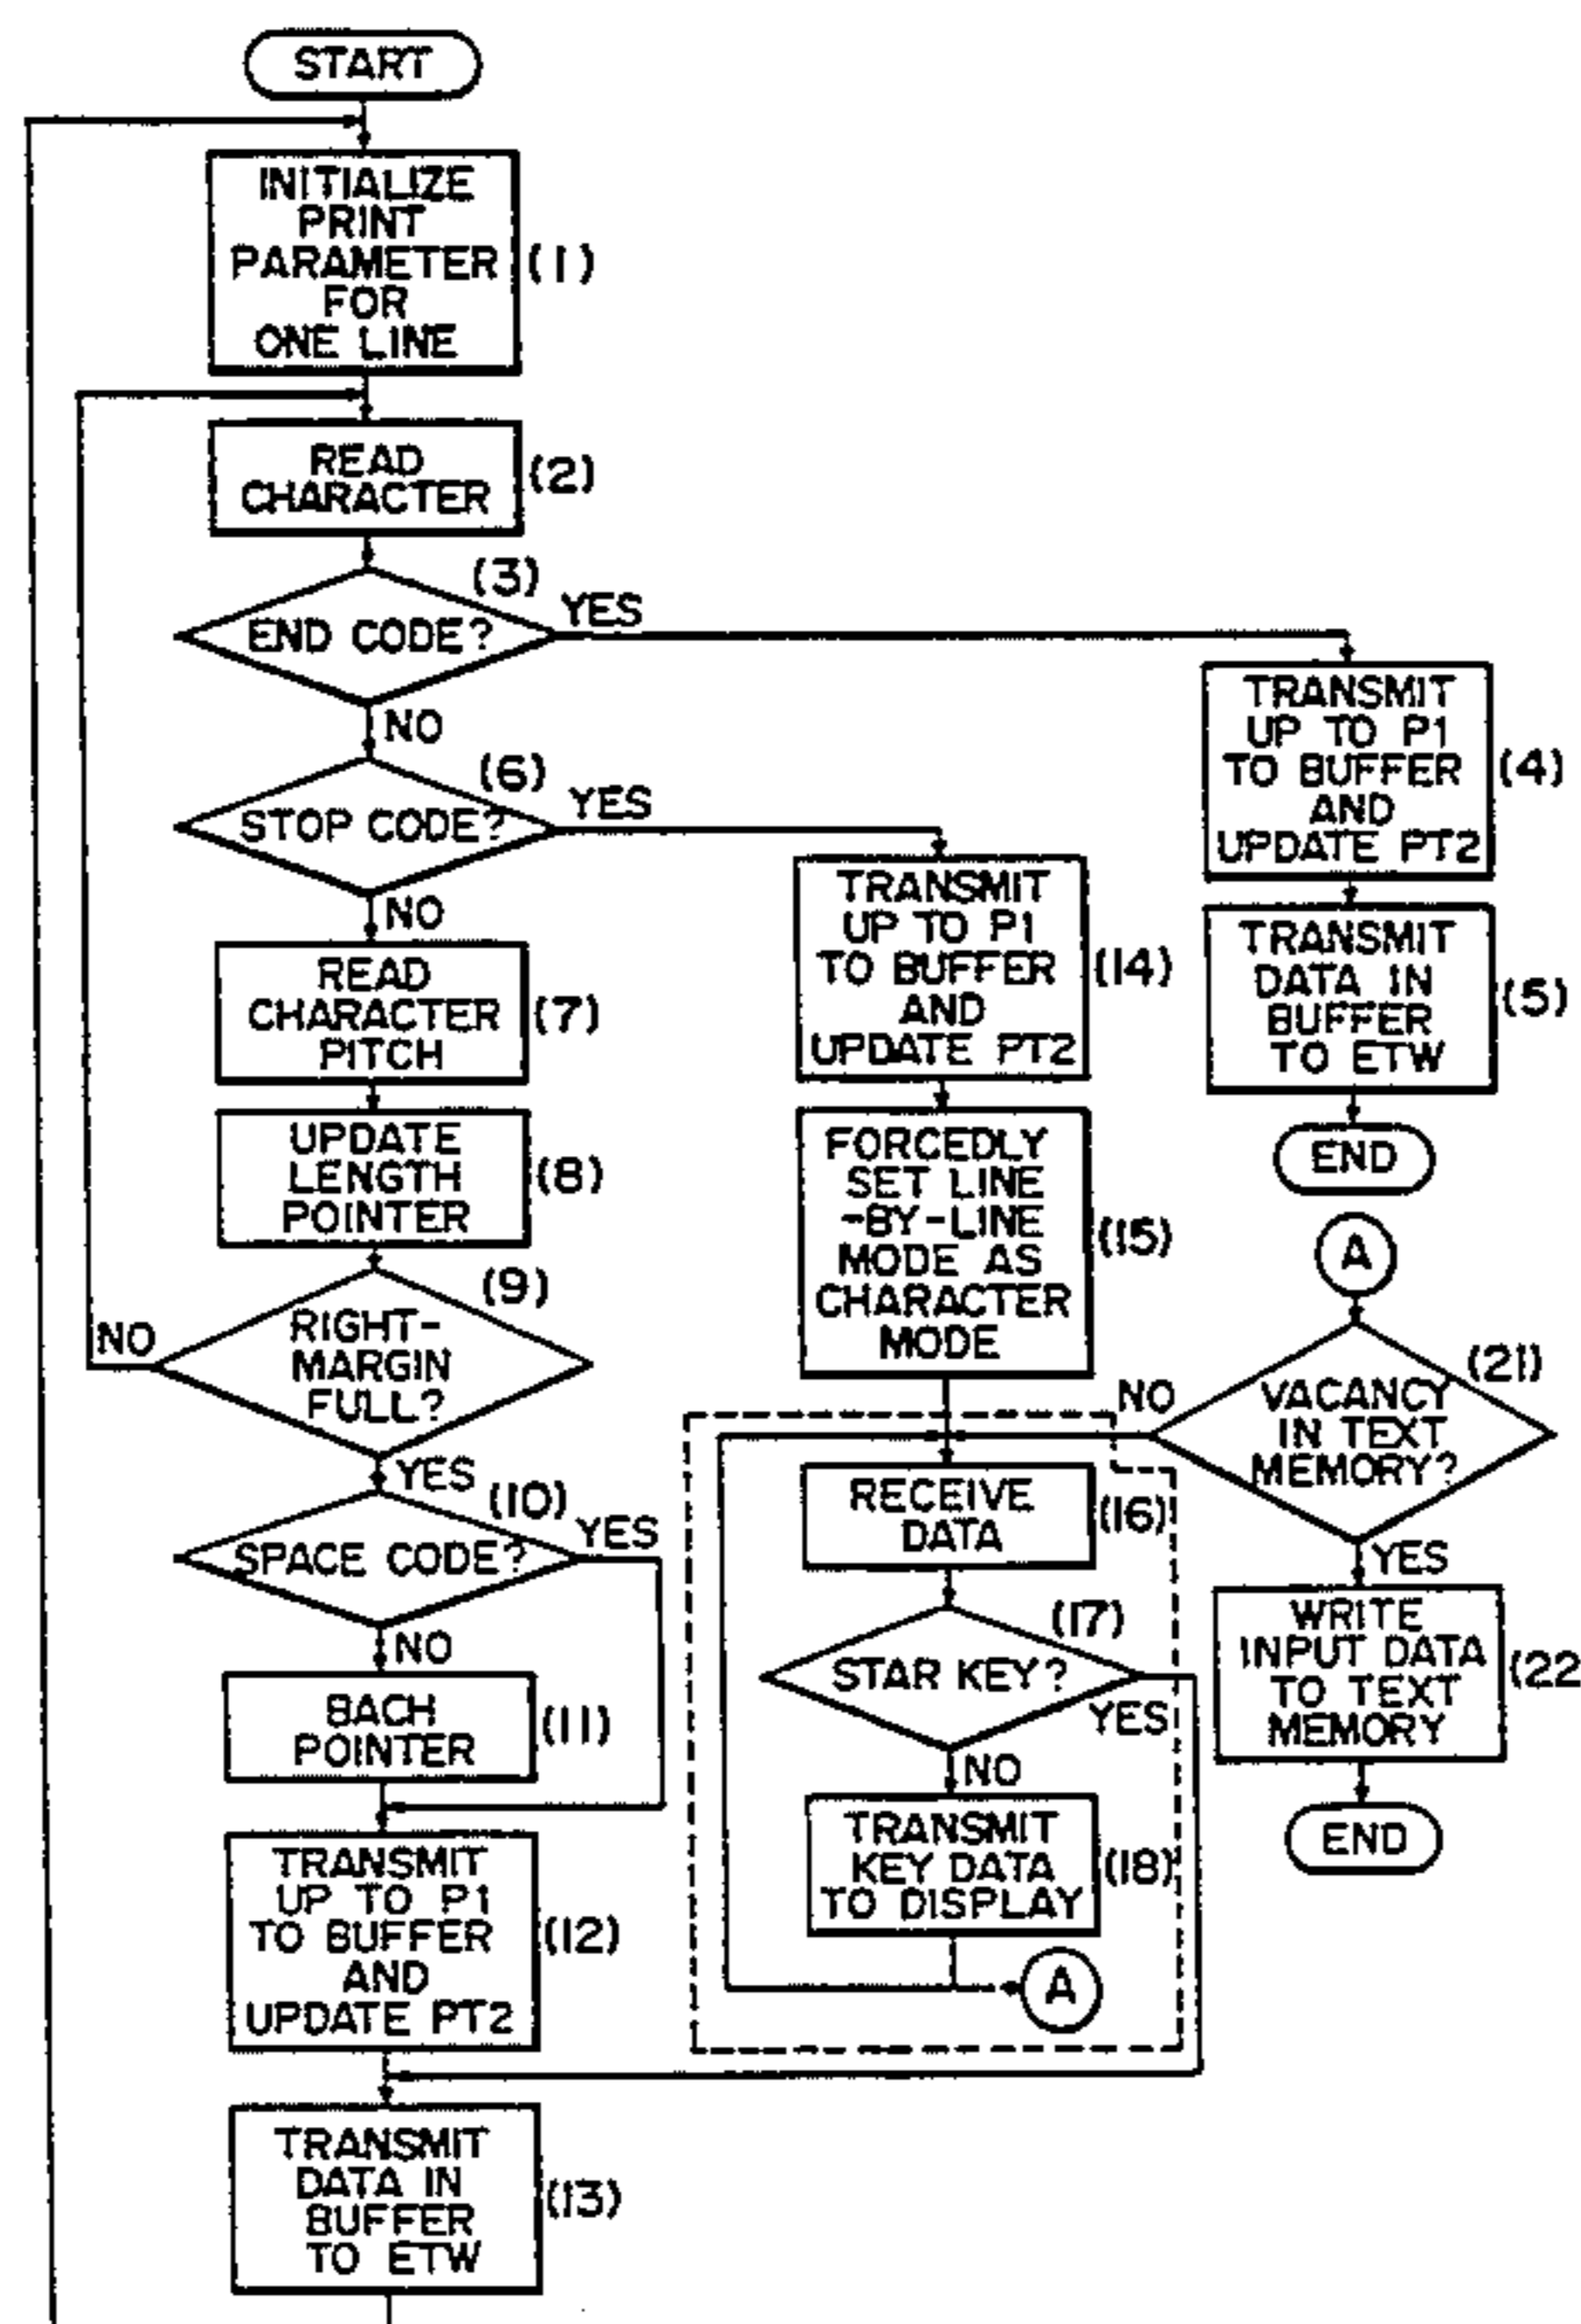 START
INITIALIZE
PRINT
PARAMETER
FOR
ONE LINE
(1)
READ
CHARACTER
(2)
END CODE?
(3)
YES
NO
TRANSMIT
UP TO P1
TO BUFFER
AND
UPDATE PT2
(4)
TRANSMIT
DATA IN
BUFFER
TO ETW
(5)
END
STOP CODE?
(6)
YES
NO
READ
CHARACTER
PITCH
(7)
UPDATE
LENGTH
POINTER
(8)
RIGHT-
MARGIN
FULL?
(9)
NO
YES
SPACE CODE?
(10)
YES
NO
BACH
POINTER
(11)
TRANSMIT
UP TO P1
TO BUFFER
AND
UPDATE PT2
(12)
TRANSMIT
DATA IN
BUFFER
TO ETW
(13)
TRANSMIT
UP TO P1
TO BUFFER
AND
UPDATE PT2
(14)
FORCEDLY
SET LINE
-BY-LINE
MODE AS
CHARACTER
MODE
(15)
RECEIVE
DATA
(16)
STAR KEY?
(17)
YES
NO
TRANSMIT
KEY DATA
TO DISPLAY
(18)
A
A
VACANCY
IN TEXT
MEMORY?
(21)
NO
YES
WRITE
INPUT DATA
TO TEXT
MEMORY
(22
END